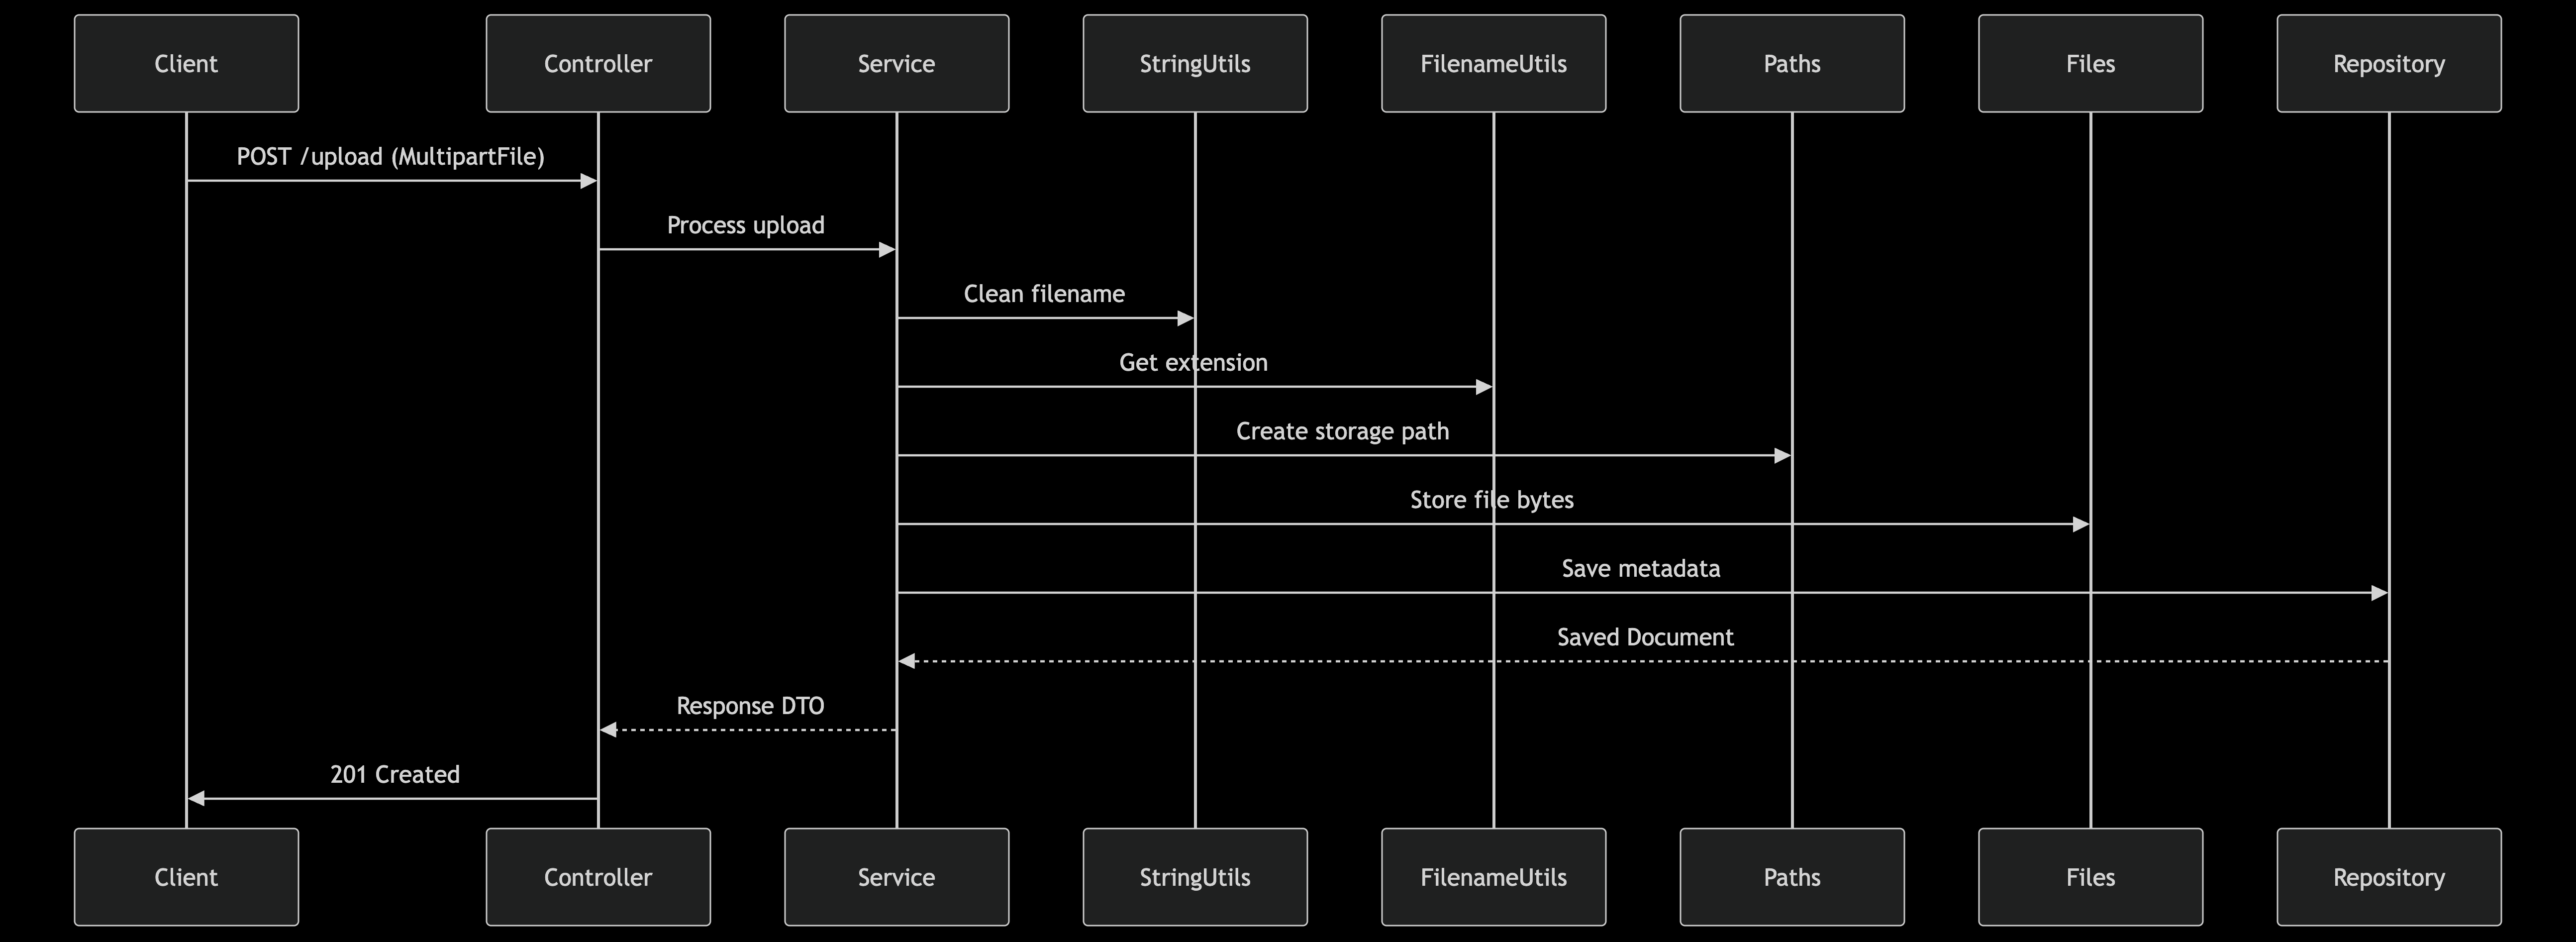 Client
Controller
Service
StringUtils
FilenameUtils
Paths
Files
Repository
POST /upload (MultipartFile)
Process upload
Clean filename
Get extension
Create storage path
Store file bytes
Save metadata
Saved Document
Response DTO
201 Created
Client
Controller
Service
StringUtils
FilenameUtils
Paths
Files
Repository